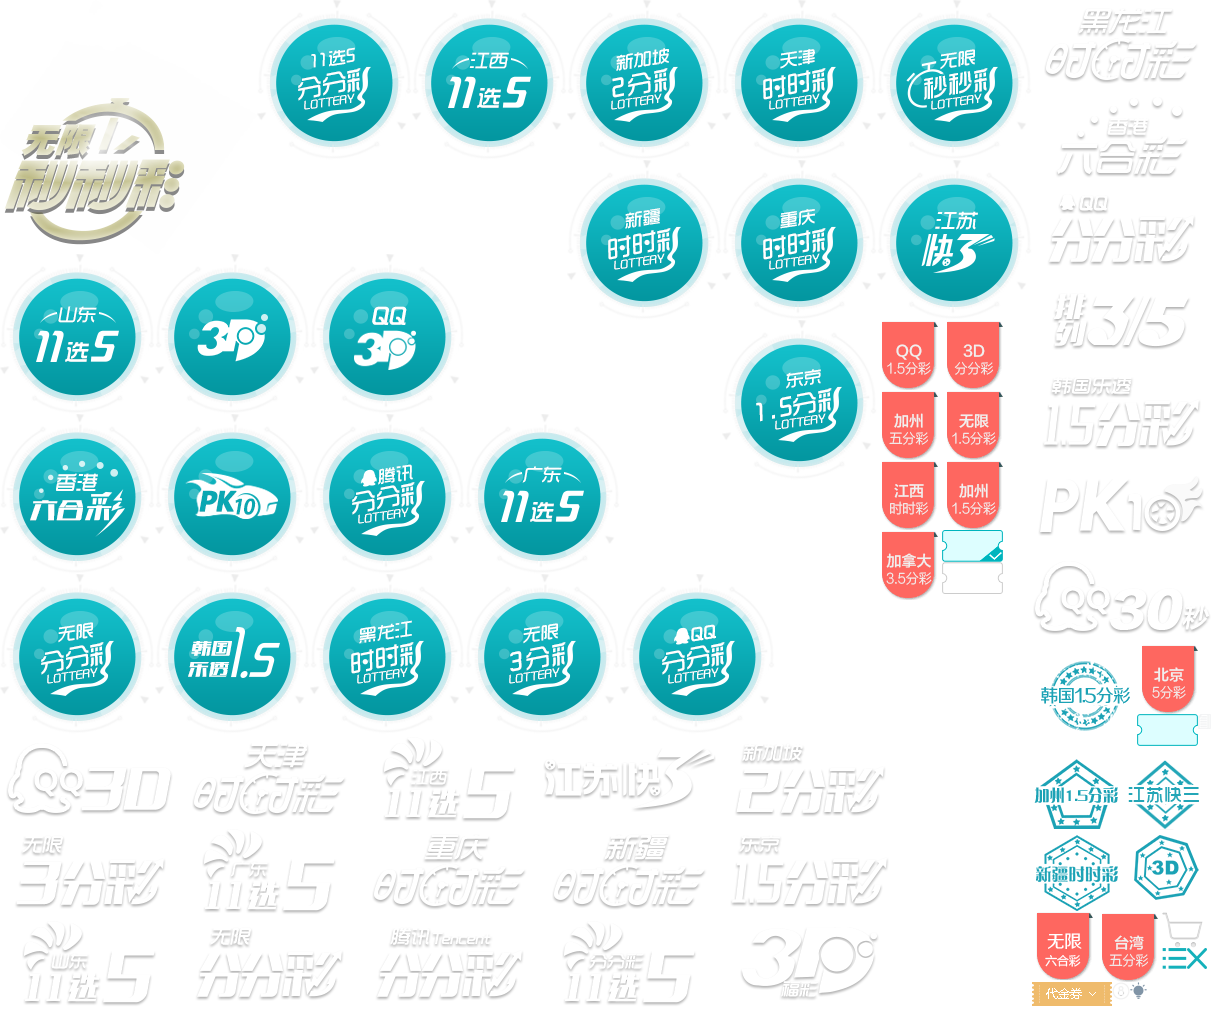 11选5
分分彩
LOTTERY
江西
11选5
新加坡
2分彩
LOTTERY
天津
时时彩
LOTTERY
无限
秒秒彩
LOTTERY
黑龙江
时时彩
无限
秒秒彩
香港
六合彩
新疆
时时彩
LOTTERY
重庆
时时彩
LOTTERY
江苏
快3
QQ
分分彩
山东
11选5
3D
QQ
3D
排列3/5
东京
1.5分彩
LOTTERY
QQ
1.5分彩
3D
分分彩
韩国乐透
1.5分彩
加州
五分彩
无限
1.5分彩
香港
六合彩
PK10
腾讯
分分彩
LOTTERY
广东
11选5
江西
时时彩
加州
1.5分彩
PK10
加拿大
3.5分彩
QQ30秒
无限
分分彩
LOTTERY
韩国
乐透1.5
黑龙江
时时彩
LOTTERY
无限
3分彩
LOTTERY
QQ
分分彩
LOTTERY
韩国1.5分彩
北京
5分彩
QQ3D
天津
时时彩
江西
11选5
江苏快3
新加坡
2分彩
加州1.5分彩
江苏快三
无限
3分彩
广东
11选5
重庆
时时彩
新疆
时时彩
东京
1.5分彩
新疆时时彩
3D
山东
11选5
无限
分分彩
腾讯Tencent
分分彩
分分彩
11选5
3D
福彩
无限
六合彩
台湾
五分彩
代金券